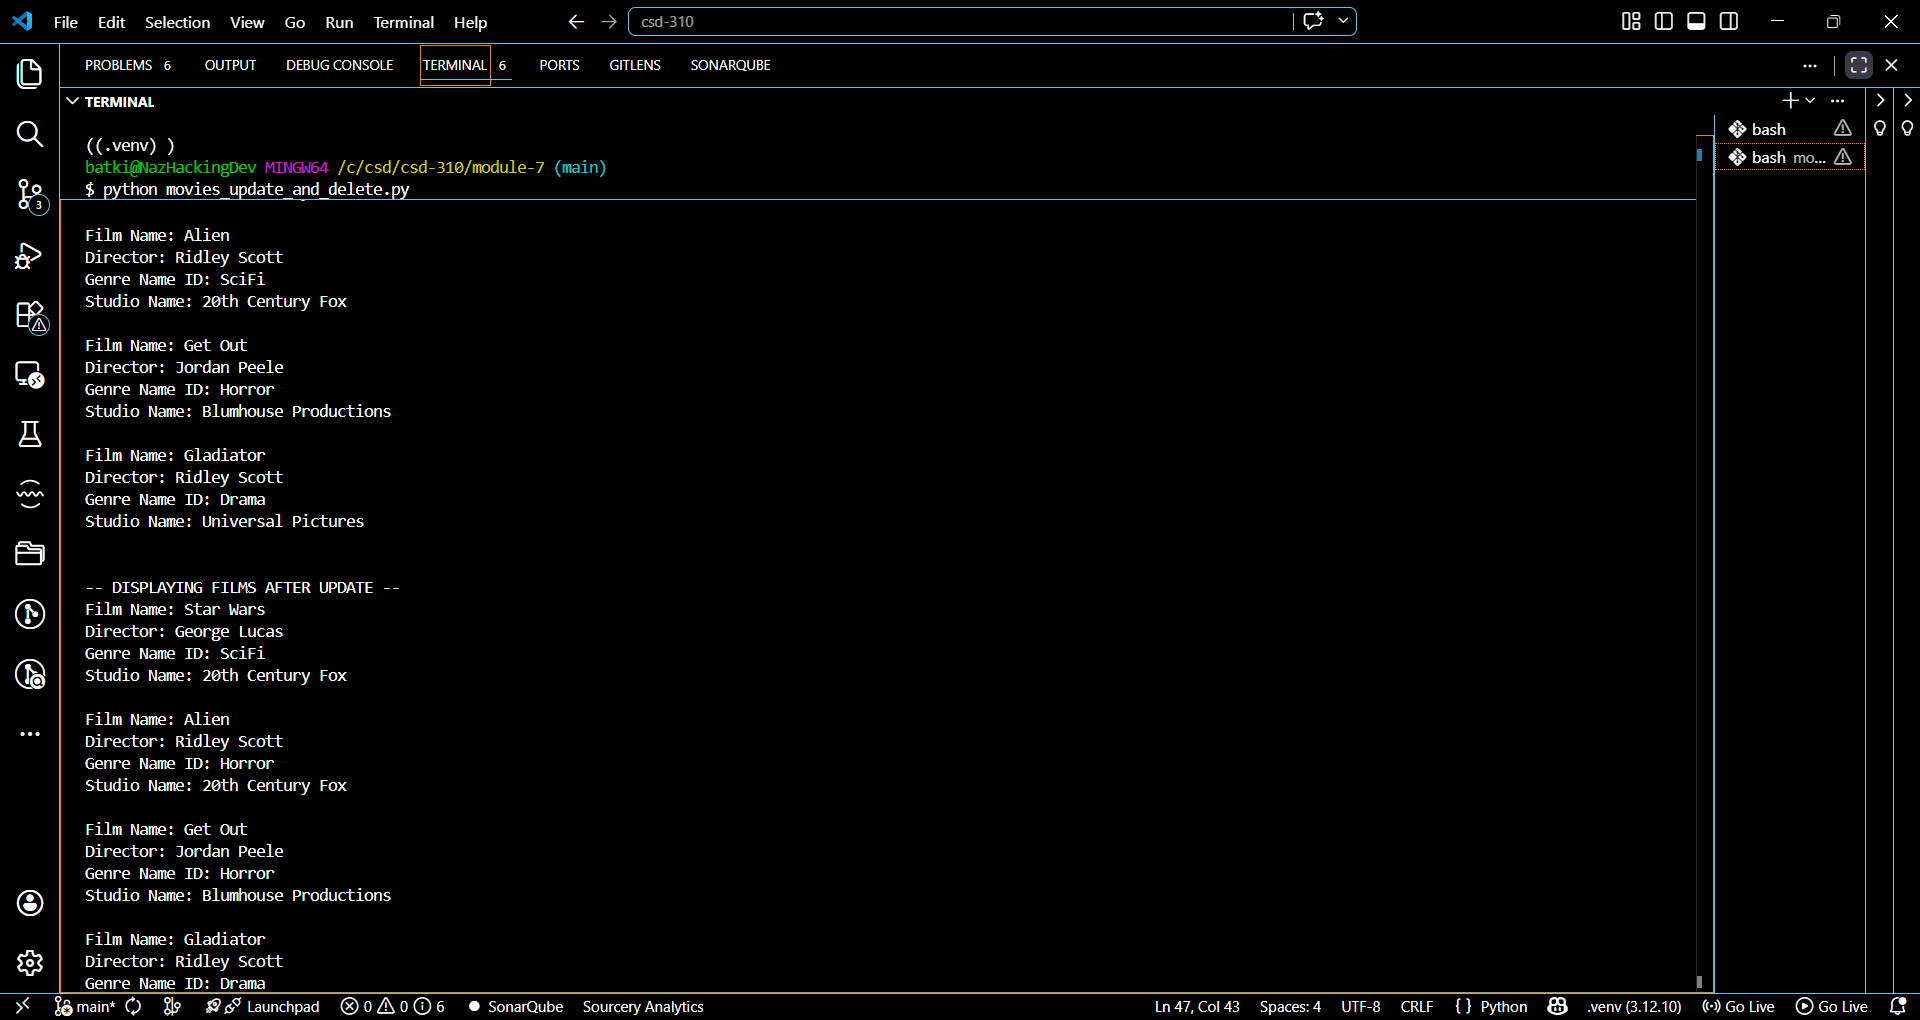 File Edit Selection View Go Run Terminal Help csd-310
PROBLEMS 6 OUTPUT DEBUG CONSOLE TERMINAL 6 PORTS GITLENS SONARQUBE
TERMINAL
bash
bash mo...
((.venv) )
batki@NazHackingDev MINGW64 /c/csd/csd-310/module-7 (main)
$ python movies_update_and_delete.py
Film Name: Alien
Director: Ridley Scott
Genre Name ID: SciFi
Studio Name: 20th Century Fox
Film Name: Get Out
Director: Jordan Peele
Genre Name ID: Horror
Studio Name: Blumhouse Productions
Film Name: Gladiator
Director: Ridley Scott
Genre Name ID: Drama
Studio Name: Universal Pictures
-- DISPLAYING FILMS AFTER UPDATE --
Film Name: Star Wars
Director: George Lucas
Genre Name ID: SciFi
Studio Name: 20th Century Fox
Film Name: Alien
Director: Ridley Scott
Genre Name ID: Horror
Studio Name: 20th Century Fox
Film Name: Get Out
Director: Jordan Peele
Genre Name ID: Horror
Studio Name: Blumhouse Productions
Film Name: Gladiator
Director: Ridley Scott
Genre Name ID: Drama
3
main* Launchpad 0 0 6 SonarQube Sourcery Analytics Ln 47, Col 43 Spaces: 4 UTF-8 CRLF { } Python .venv (3.12.10) Go Live Go Live